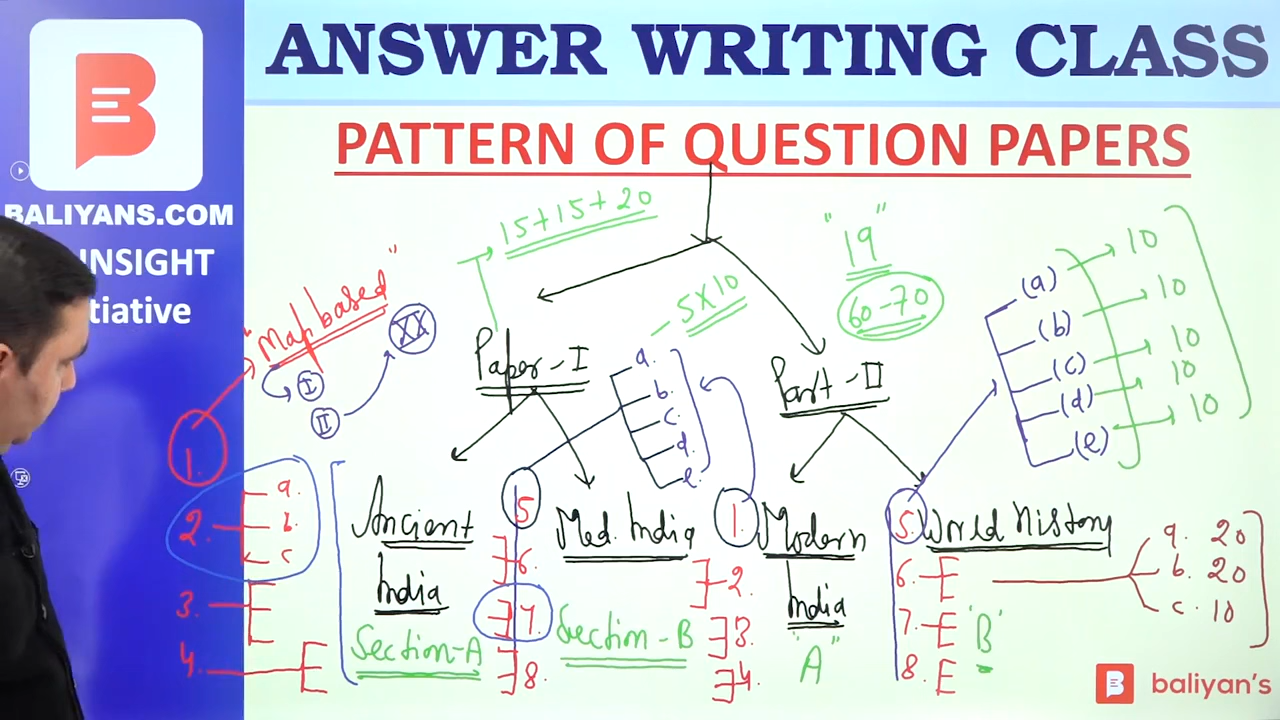 ANSWER WRITING CLASS
PATTERN OF QUESTION PAPERS
BALIYANS.COM
INSIGHT
tiative
"Map based"
I
II
XX
15+15+20
5X10
"19"
60-70
Paper-I
Part-II
a.
b.
c.
d.
e.
(a) 10
(b) 10
(c) 10
(d) 10
(e) 10
1.
2.
a.
b.
c
3.
4.
Ancient
India
Section-A
5
6.
7.
8.
Med. India
Section-B
1.
2.
3.
4.
Modern
India
"A"
5.
6.
7.
8.
World History
'B'
a. 20
b. 20
c. 10
baliyan's